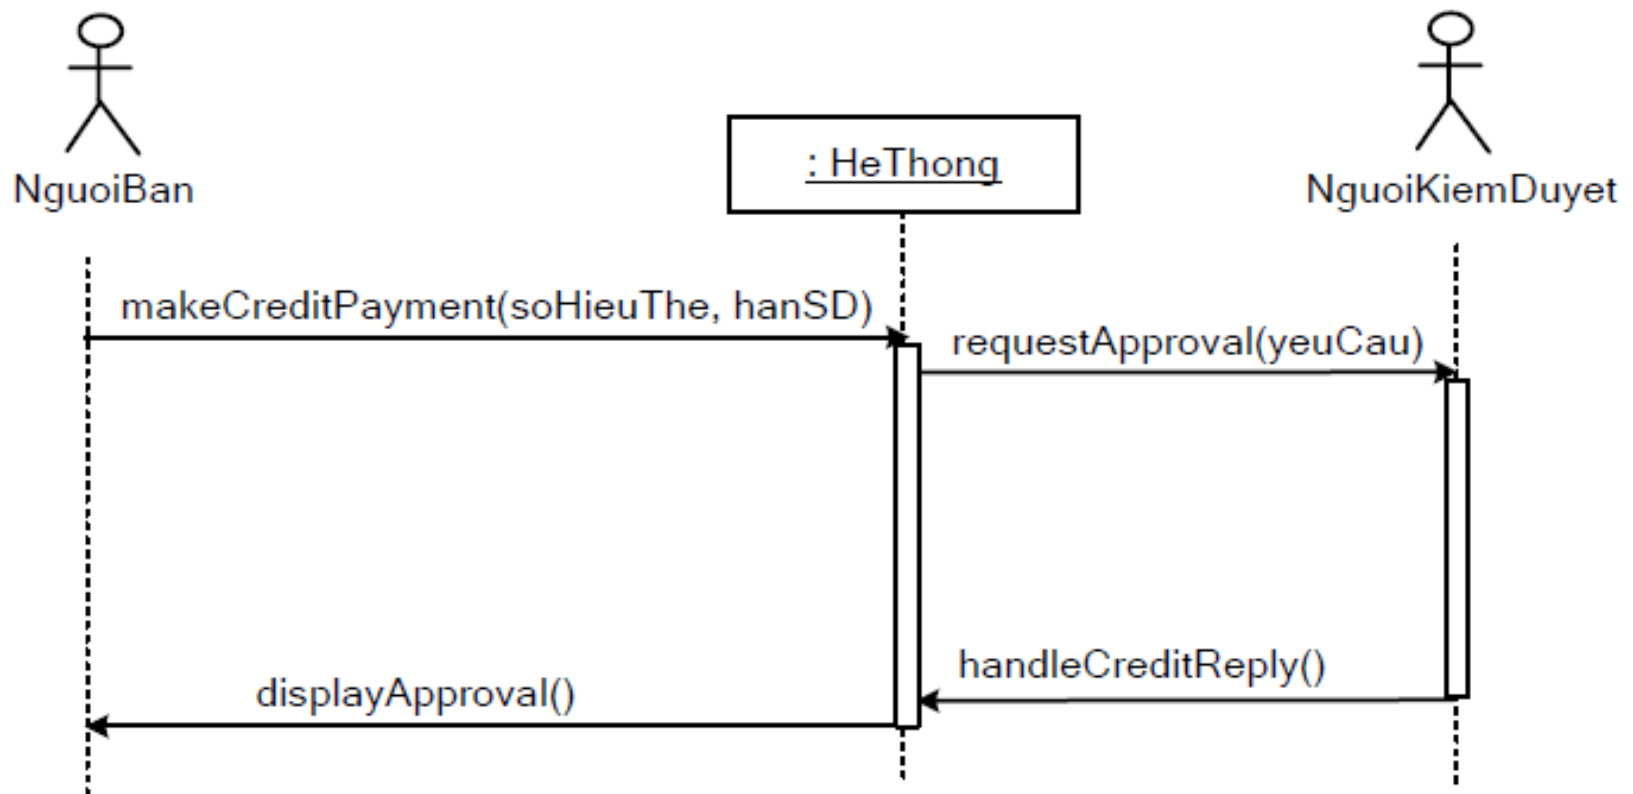 : HeThong
NguoiBan
NguoiKiemDuyet
makeCreditPayment(soHieuThe, hanSD)
requestApproval(yeuCau)
handleCreditReply()
displayApproval()